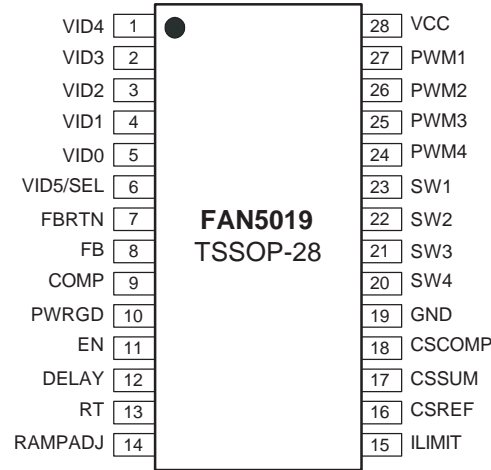 VID4 1 28 VCC
VID3 2 27 PWM1
VID2 3 26 PWM2
VID1 4 25 PWM3
VID0 5 24 PWM4
VID5/SEL 6 23 SW1
FBRTN 7 FAN5019 22 SW2
FB 8 TSSOP-28 21 SW3
COMP 9 20 SW4
PWRGD 10 19 GND
EN 11 18 CSCOMP
DELAY 12 17 CSSUM
RT 13 16 CSREF
RAMPADJ 14 15 ILIMIT